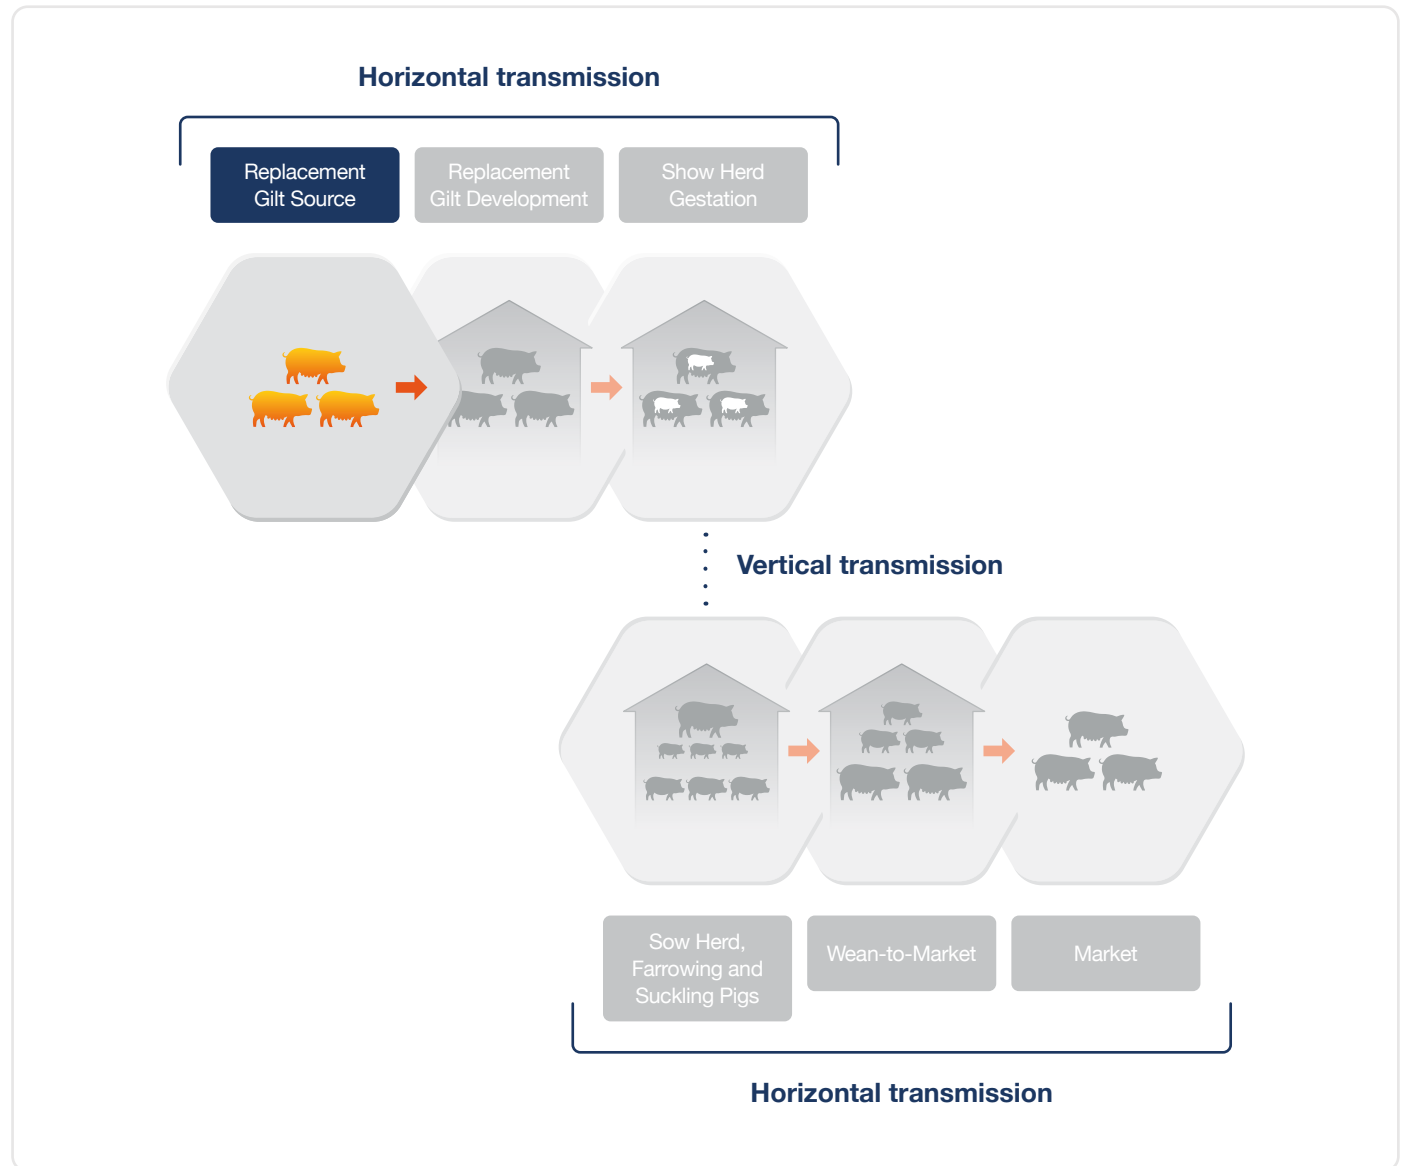 Horizontal transmission
Replacement
Gilt Source
Replacement
Gilt Development
Show Herd
Gestation
Vertical transmission
Sow Herd,
Farrowing and
Suckling Pigs
Wean-to-Market
Market
Horizontal transmission